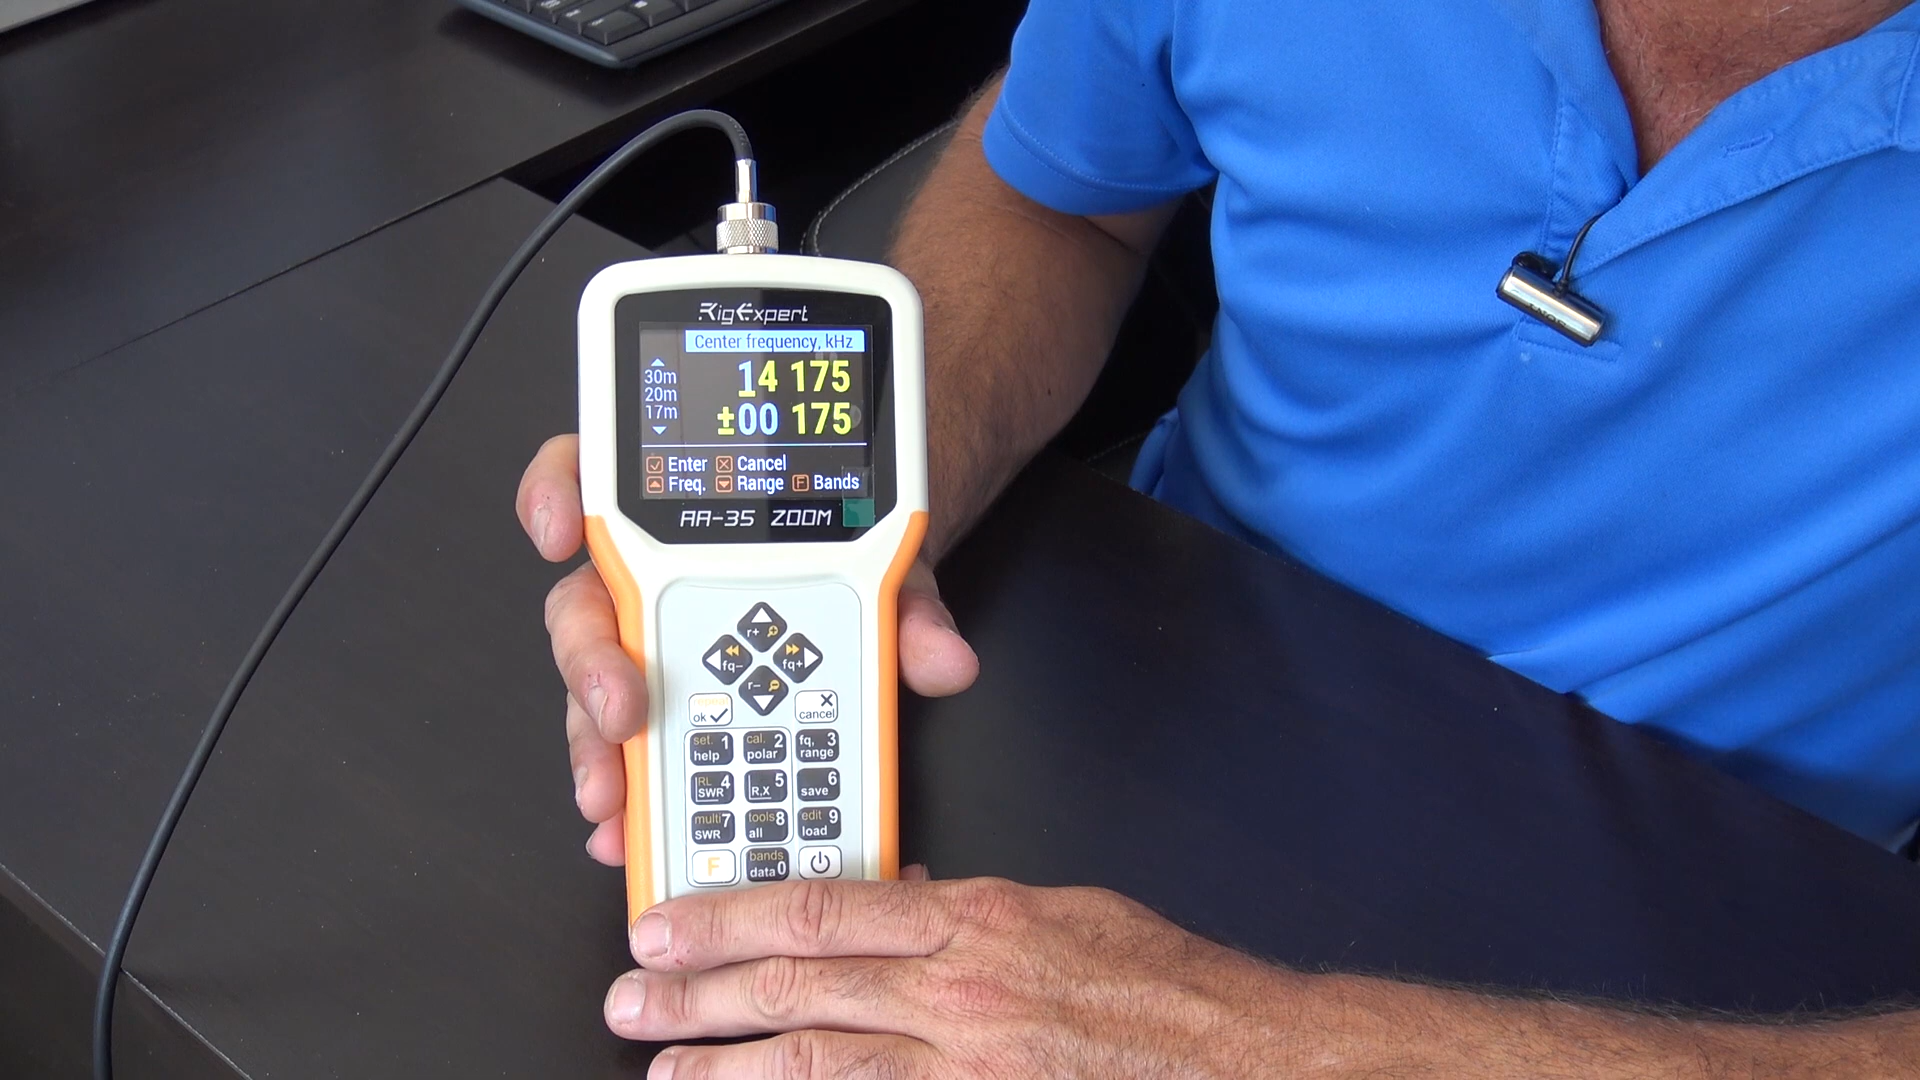 RigExpert
Center frequency, kHz
30m
20m
17m
14 175
±00 175
Enter Cancel
Freq. Range F Bands
AA-35 ZOOM
r+
fq-
fq+
r-
ok
cancel
set. 1
help
cal. 2
polar
fq, 3
range
RL 4
SWR
5
R,X
6
save
multi 7
SWR
tools 8
all
edit 9
load
F
bands
data 0